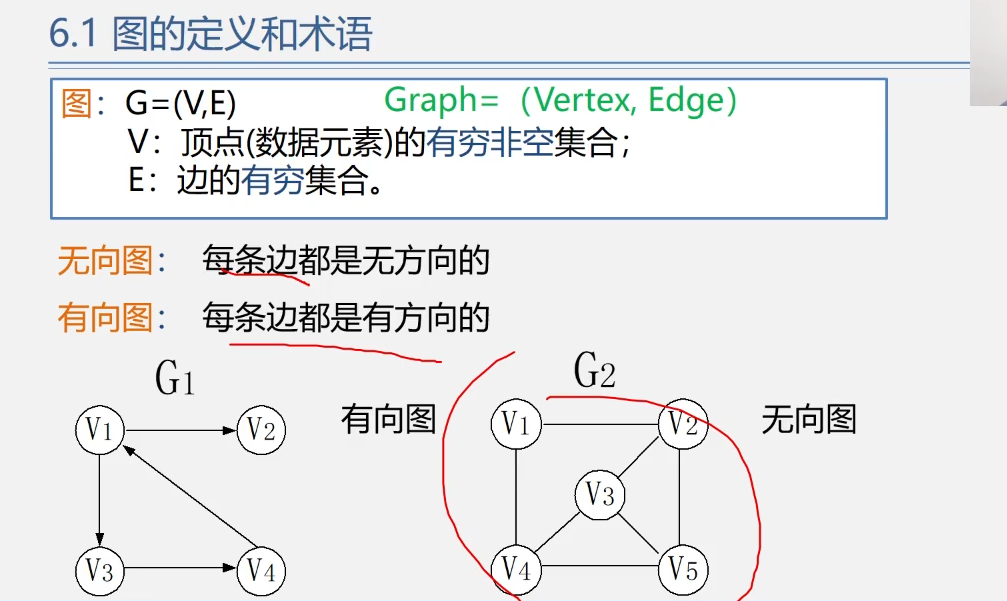 6.1 图的定义和术语
图：G=(V,E) Graph=（Vertex, Edge）
V：顶点(数据元素)的有穷非空集合；
E：边的有穷集合。
无向图： 每条边都是无方向的
有向图： 每条边都是有方向的
G1 G2
V1 V2 有向图 V1 V2 无向图
V3
V3 V4 V4 V5